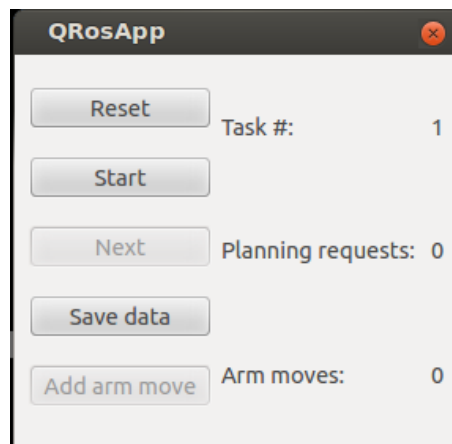 QRosApp
Reset
Task #: 1
Start
Next
Planning requests: 0
Save data
Add arm move
Arm moves: 0